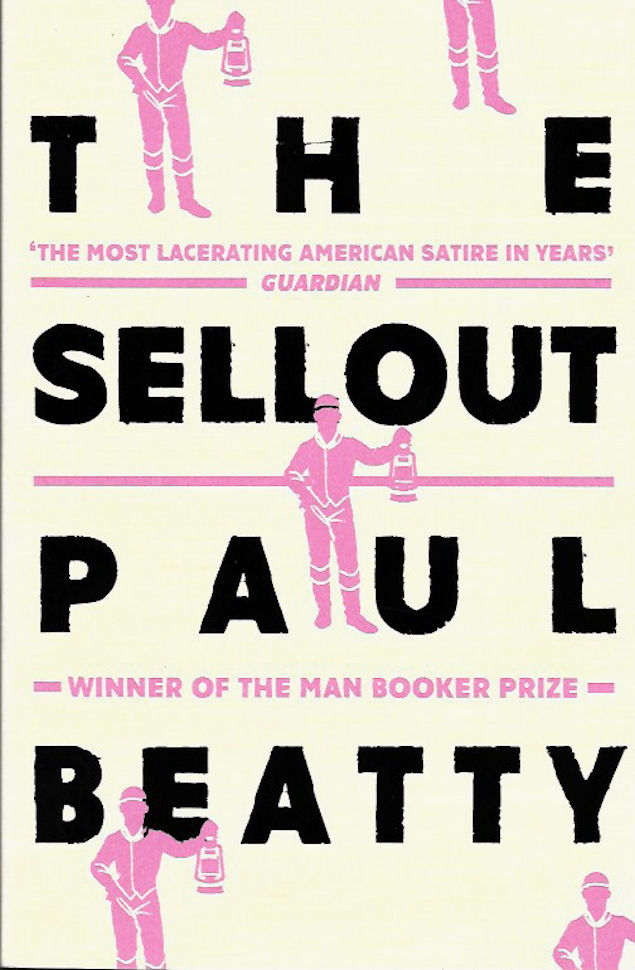 THE
‘THE MOST LACERATING AMERICAN SATIRE IN YEARS’
GUARDIAN
SELLOUT
PAUL
WINNER OF THE MAN BOOKER PRIZE
BEATTY